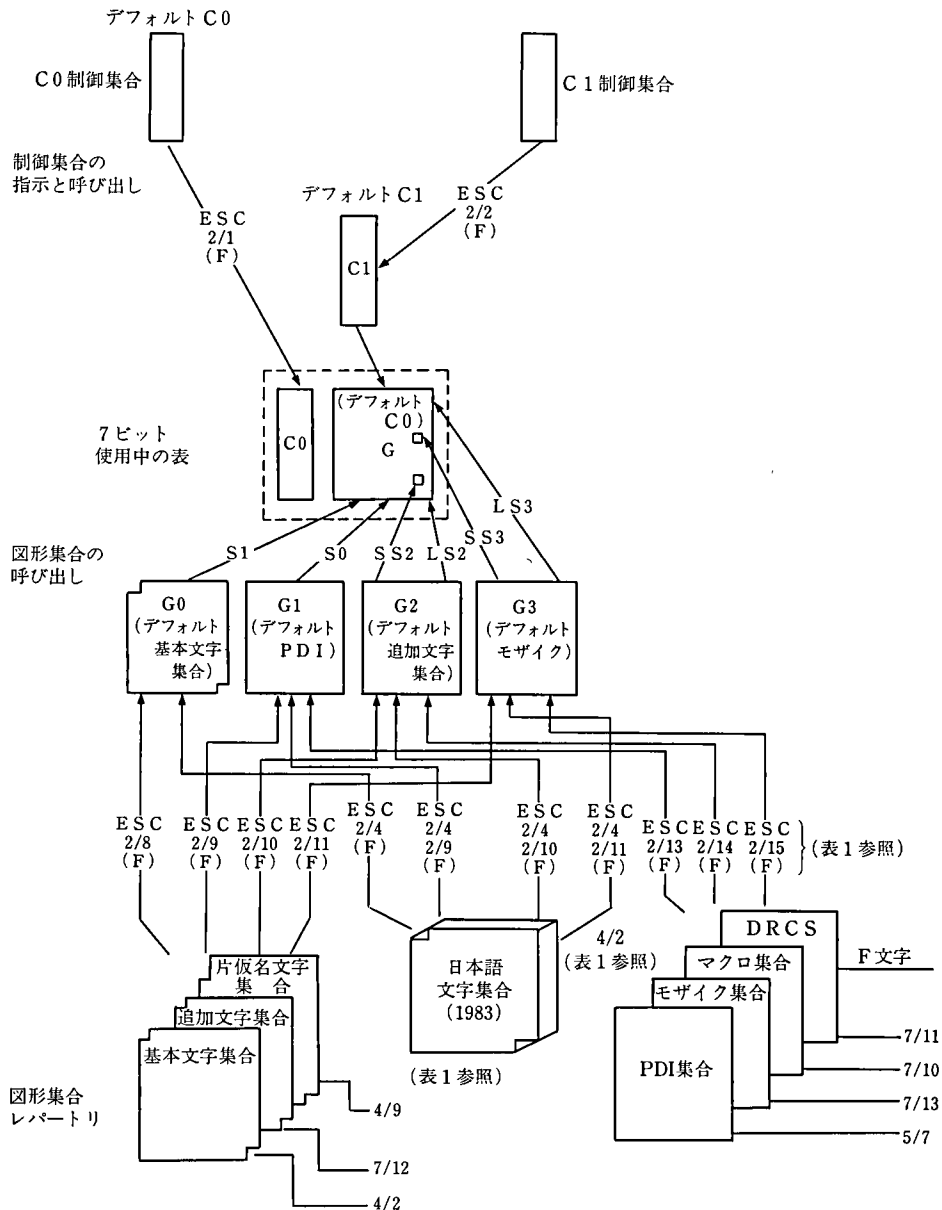 デフォルトC0
C0制御集合
C1制御集合
制御集合の
指示と呼び出し
ESC
2/1
(F)
デフォルトC1
ESC
2/2
(F)
C1
7ビット
使用中の表
C0
(デフォルト
C0)
G
図形集合の
呼び出し
S1
S0
SS2
LS2
SS3
LS3
G0
(デフォルト
基本文字
集合)
G1
(デフォルト
PDI)
G2
(デフォルト
追加文字
集合)
G3
(デフォルト
モザイク)
ESC
2/8
(F)
ESC
2/9
(F)
ESC
2/10
(F)
ESC
2/11
(F)
ESC
2/4
(F)
ESC
2/4
2/9
(F)
ESC
2/4
2/10
(F)
ESC
2/4
2/11
(F)
ESC
2/13
(F)
ESC
2/14
(F)
ESC
2/15
(F)
(表1参照)
片仮名文字
集合
追加文字集合
基本文字集合
日本語
文字集合
(1983)
4/2
(表1参照)
(表1参照)
DRCS
マクロ集合
モザイク集合
PDI集合
F文字
7/11
7/10
7/13
5/7
図形集合
レパートリ
4/9
7/12
4/2